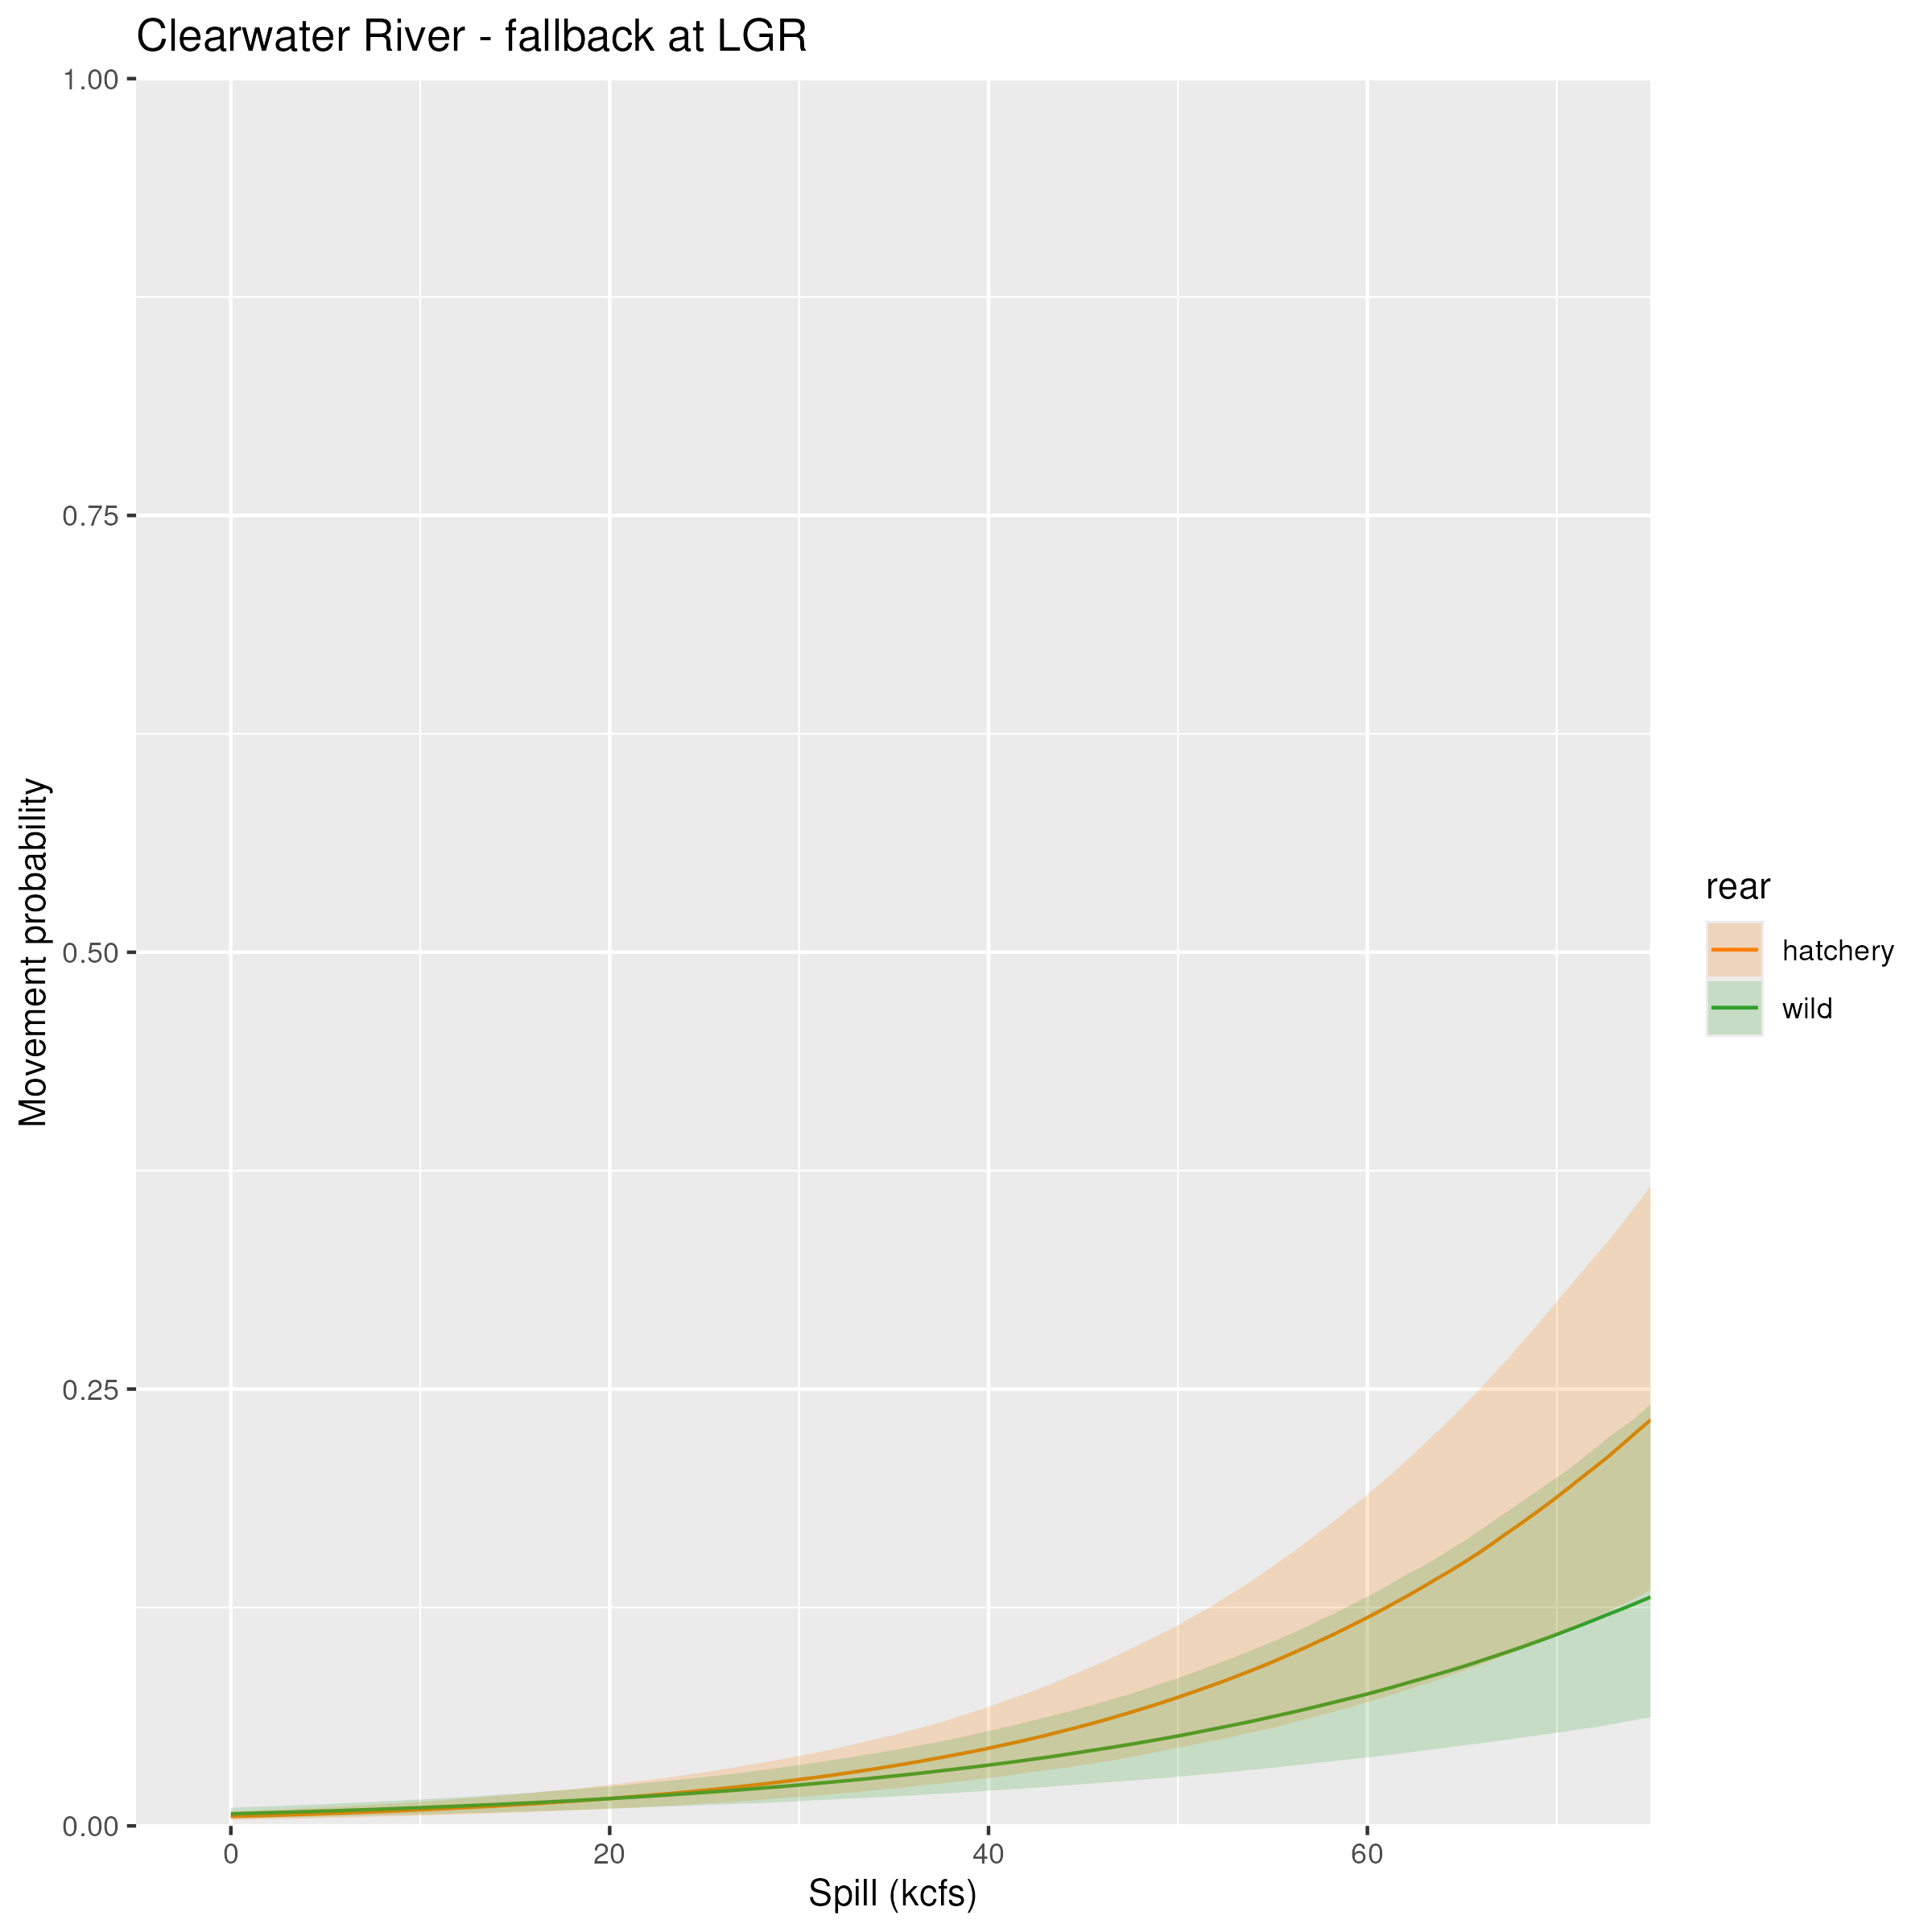 Clearwater River - fallback at LGR
1.00
0.75
0.50
0.25
0.00
Movement probability
0
20
40
60
Spill (kcfs)
rear
hatchery
wild